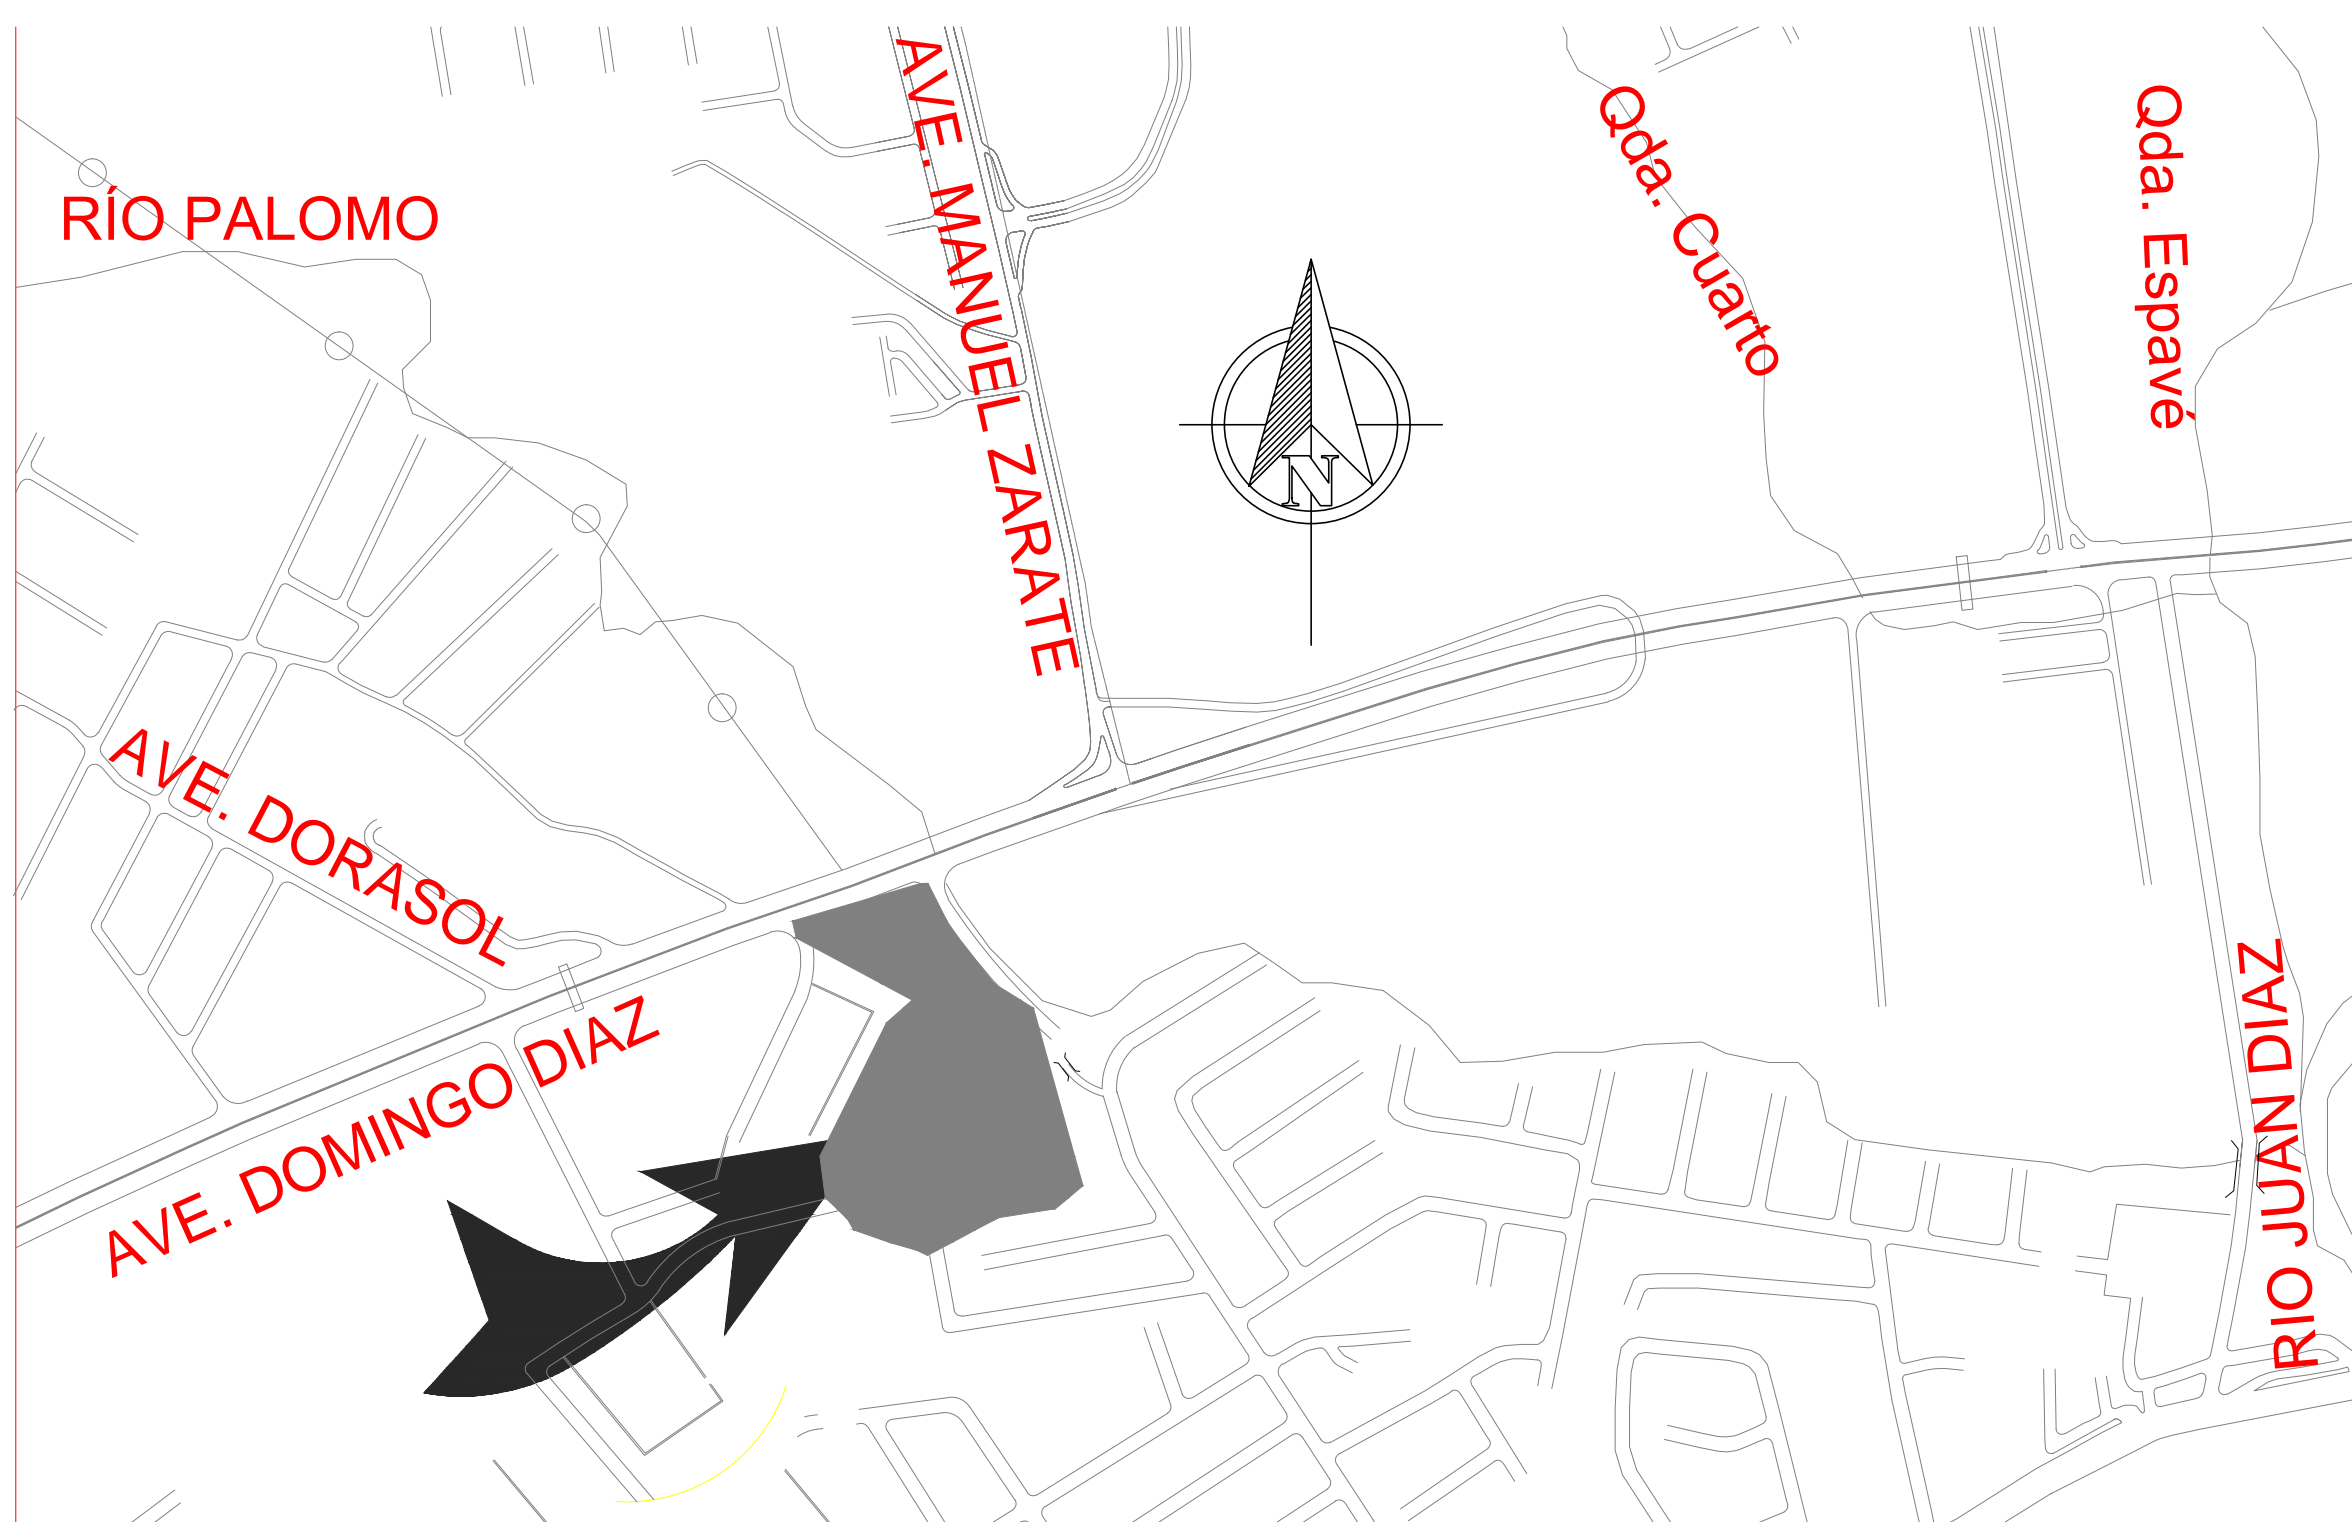 RÍO PALOMO
AVE. MANUEL ZARATE
Qda. Cuarto
Qda. Espavé
N
AVE. DORASOL
AVE. DOMINGO DIAZ
RIO JUAN DIAZ